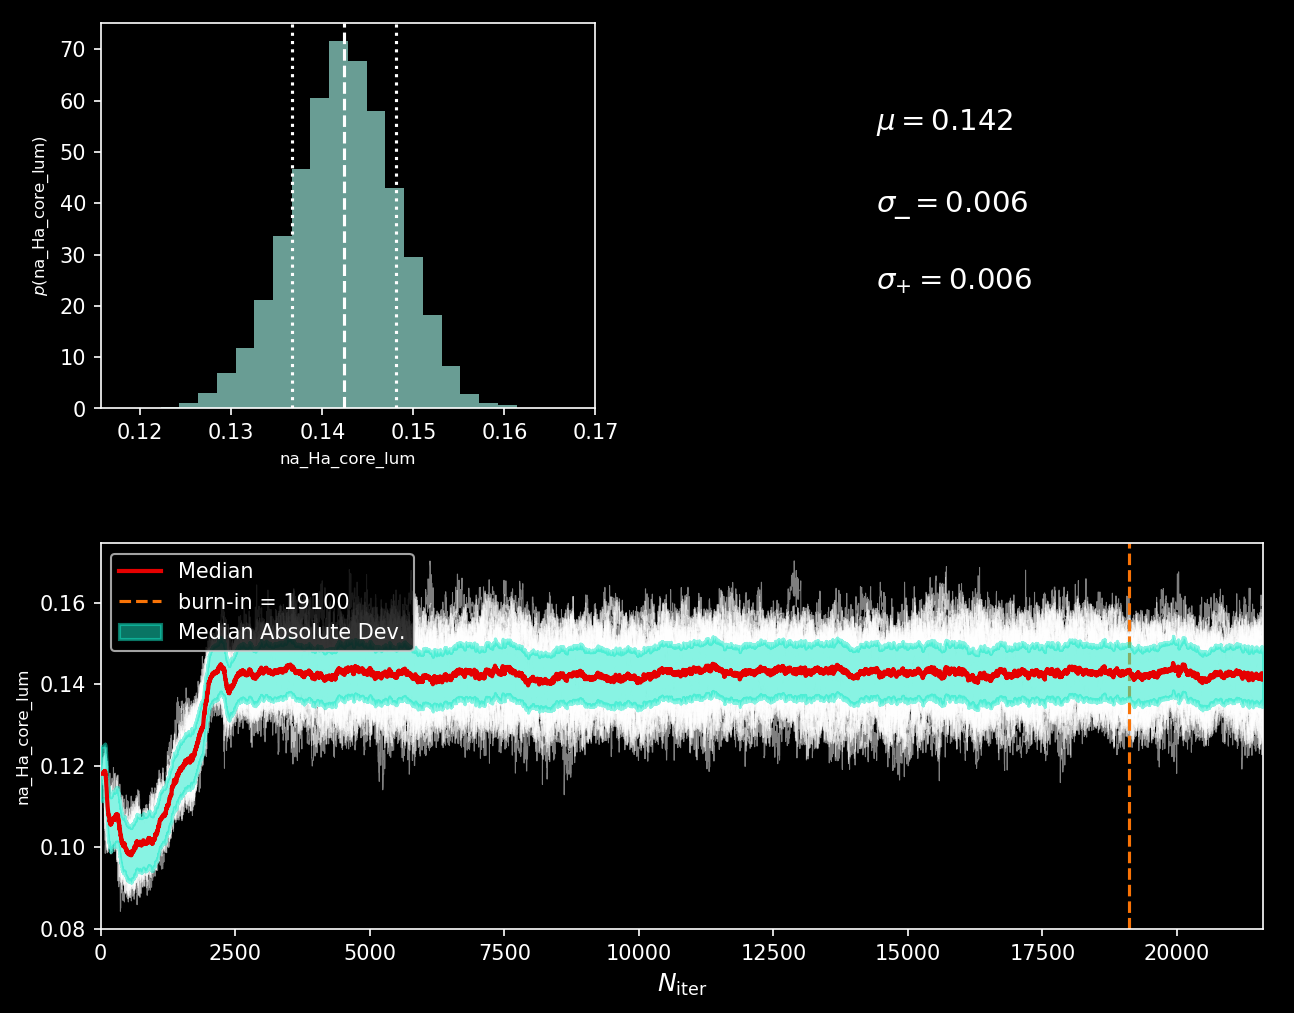 70
60
50
40
30
20
10
0
p(na_Ha_core_lum)
0.12 0.13 0.14 0.15 0.16 0.17
na_Ha_core_lum
μ = 0.142
σ− = 0.006
σ+ = 0.006
Median
burn-in = 19100
Median Absolute Dev.
0.16
0.14
0.12
0.10
0.08
na_Ha_core_lum
0 2500 5000 7500 10000 12500 15000 17500 20000
Niter